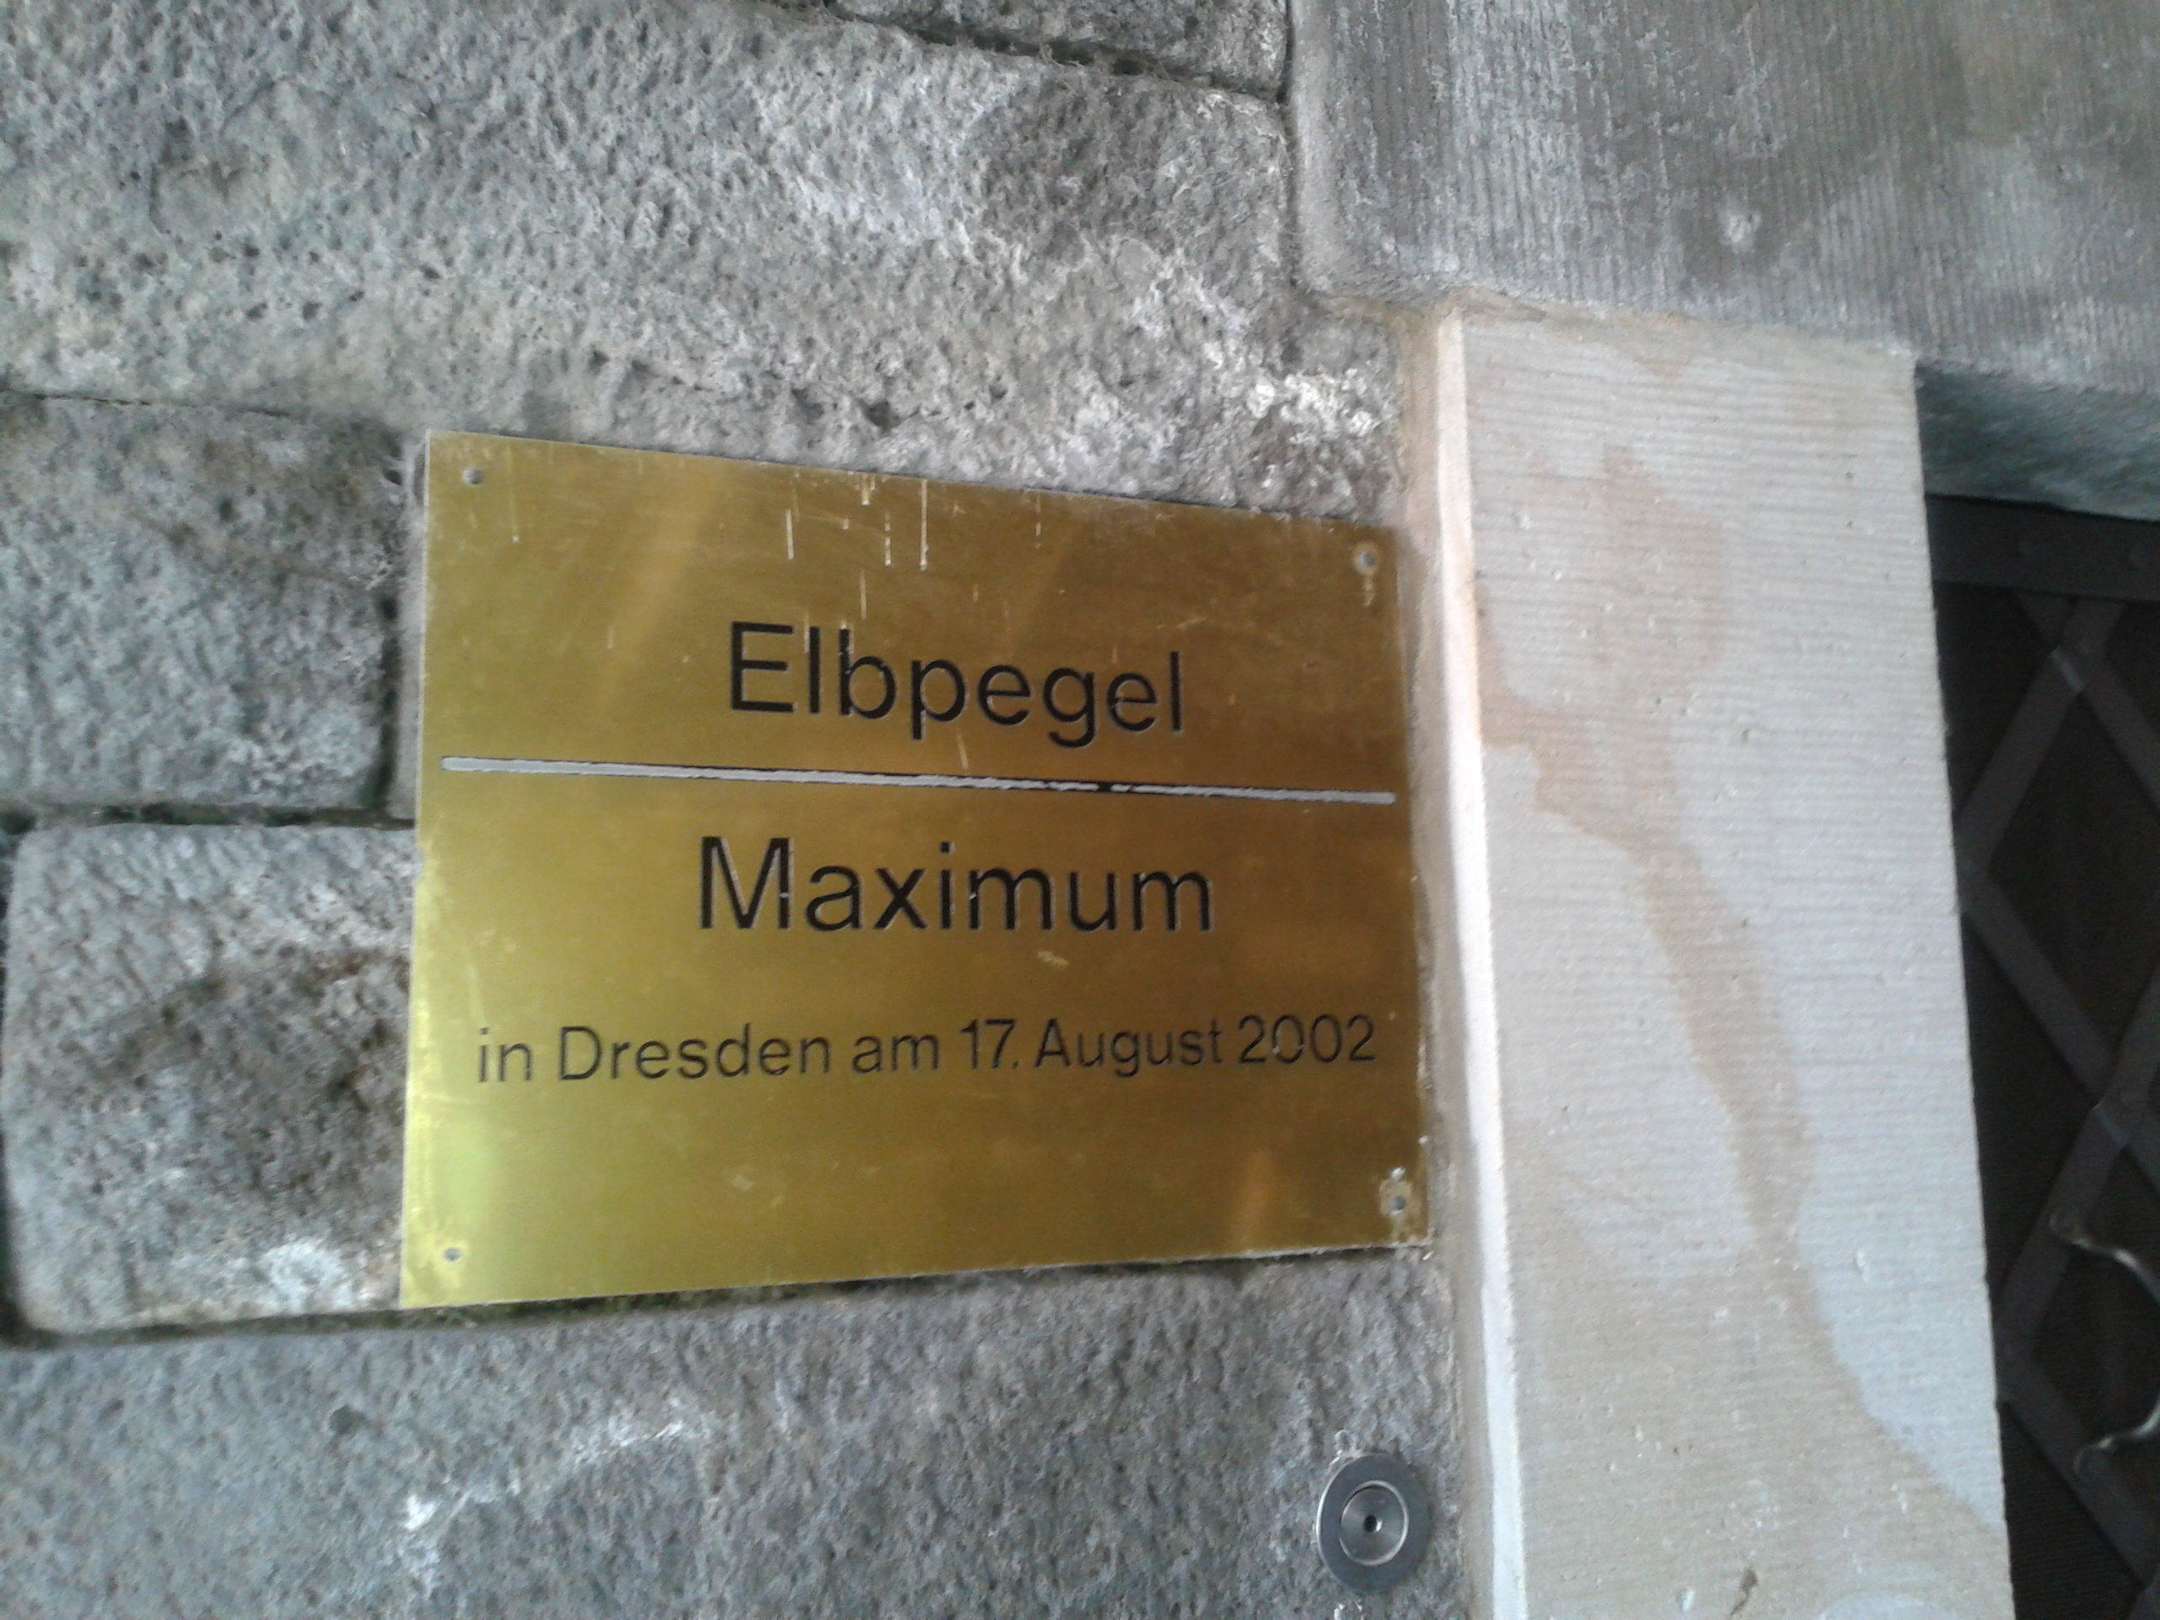 Elbpegel
Maximum
in Dresden am 17. August 2002